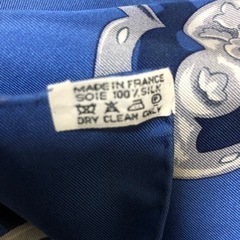 MADE IN FRANCE
SOIE 100% SILK
DRY CLEAN ONLY